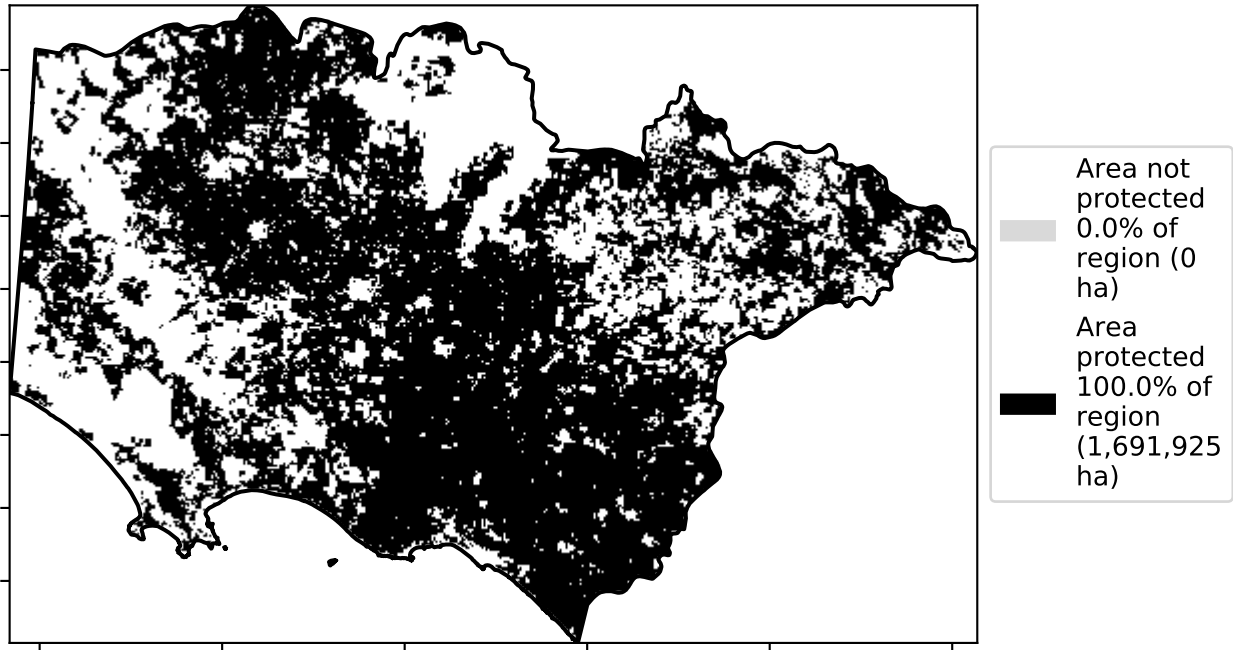 Area not
protected
0.0% of
region (0
ha)
Area
protected
100.0% of
region
(1,691,925
ha)